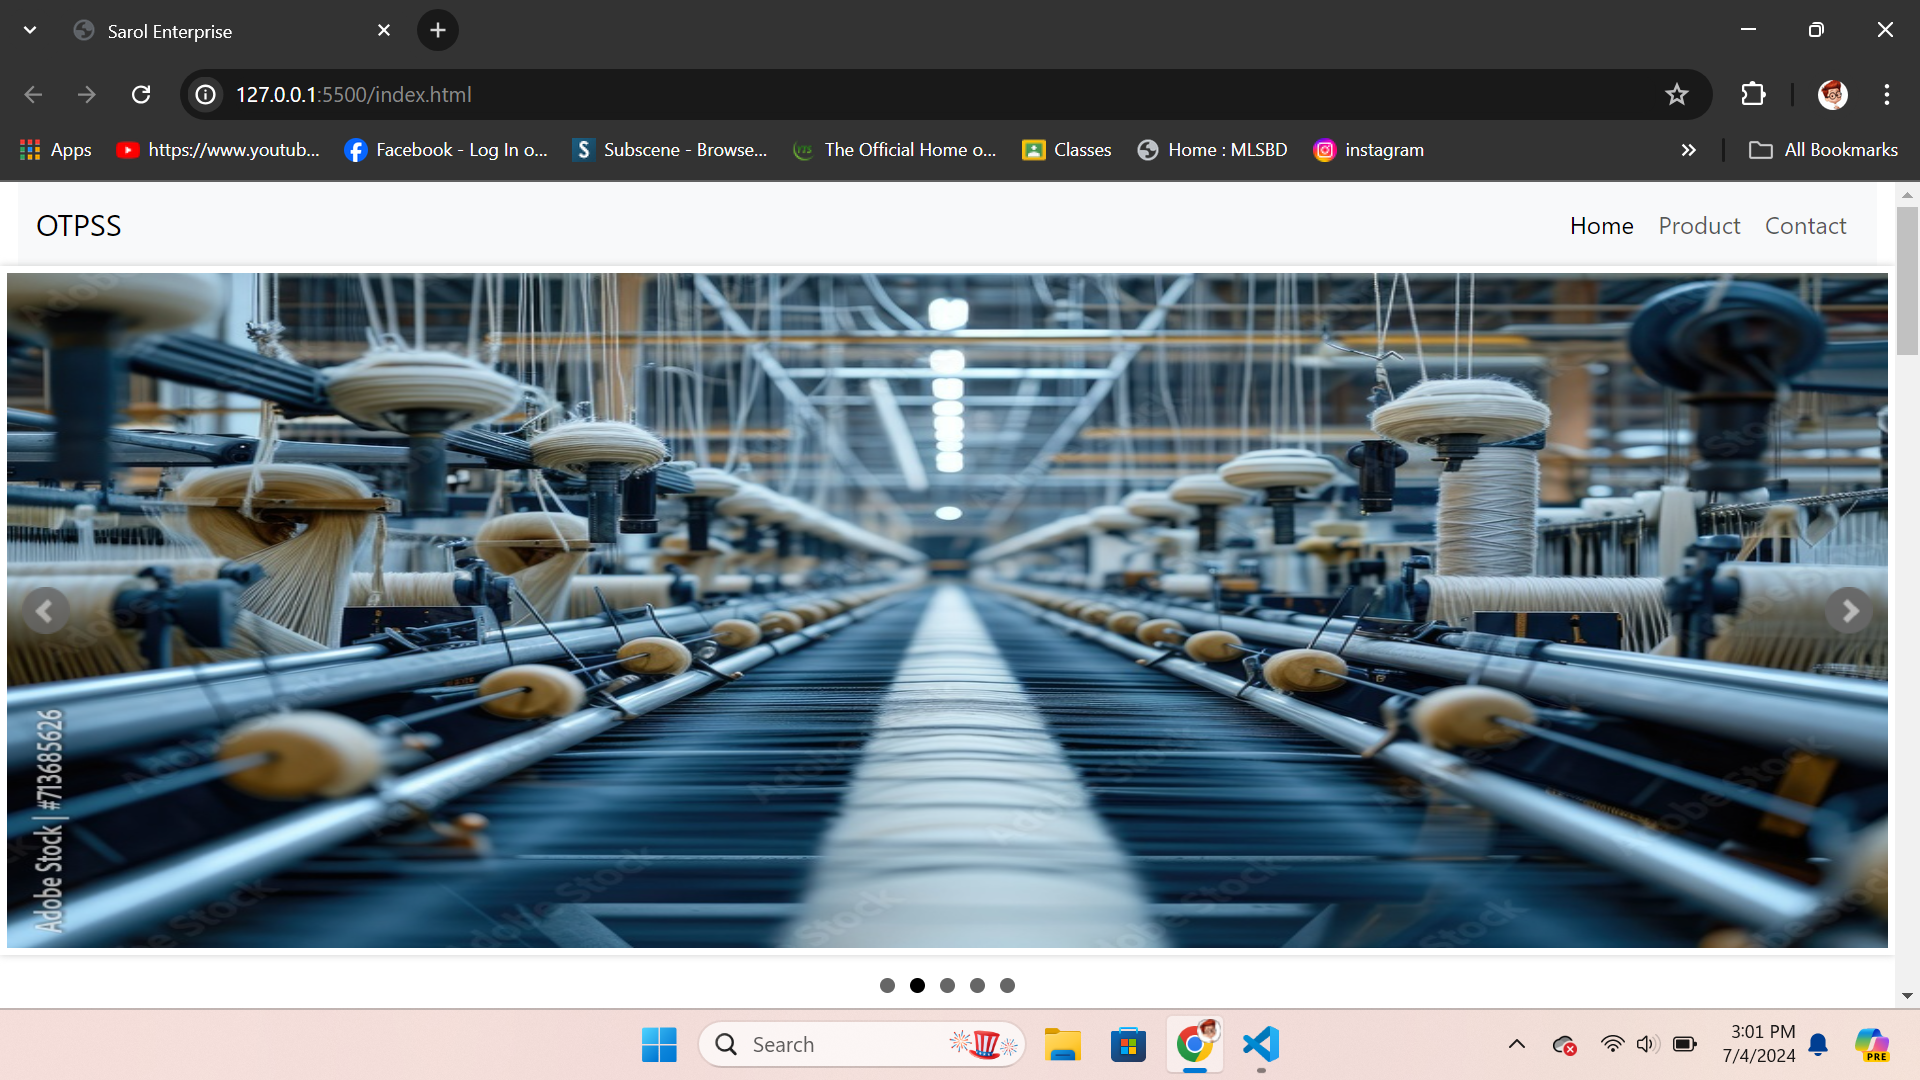 Sarol Enterprise
127.0.0.1:5500/index.html
Apps
https://www.youtub...
Facebook - Log In o...
Subscene - Browse...
The Official Home o...
Classes
Home : MLSBD
instagram
All Bookmarks
OTPSS
Home
Product
Contact
Adobe Stock | #713685626
Search
3:01 PM
7/4/2024
PRE